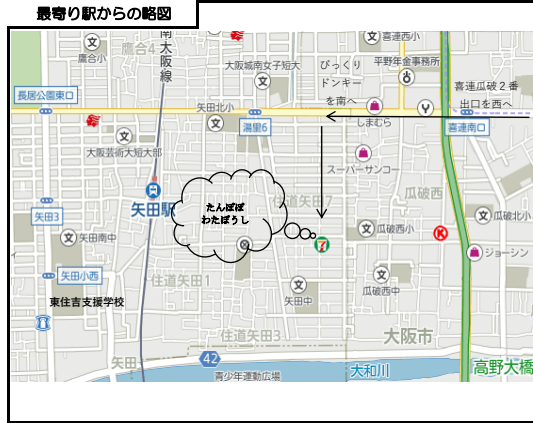 最寄り駅からの略図
南大阪線
鷹合4
鷹合小
大阪城南女子短大
びっくり
ドンキー
を南へ
喜連西小
平野年金事務所
喜連瓜破2番
出口を西へ
長居公園東口
矢田北小
湯里6
しまむら
喜連南口
大阪芸術大短大部
スーパーサンコー
矢田駅
矢田3
たんぽぽ
わたぼうし
住道矢田7
瓜破西
瓜破北小
矢田南中
瓜破西小
ジョーシン
矢田小西
住道矢田1
矢田中
瓜破西中
東住吉支援学校
住道矢田3
大阪市
矢田
42
青少年運動広場
大和川
高野大橋